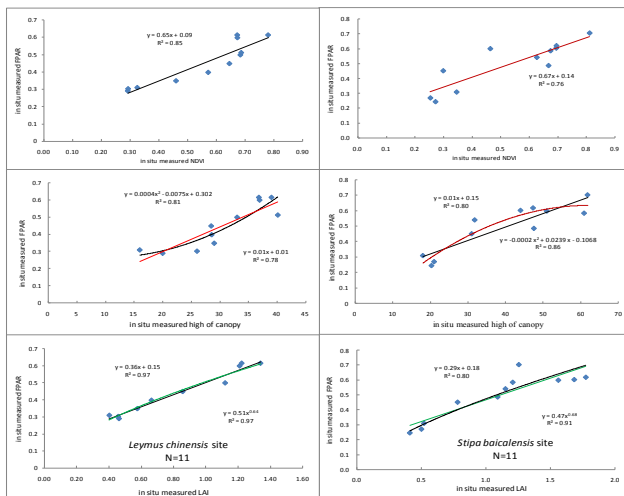 0.7
0.6
0.5
0.4
0.3
0.2
0.1
0.0
0.00 0.10 0.20 0.30 0.40 0.50 0.60 0.70 0.80 0.90
in situ measured FPAR
in situ measured NDVI
y = 0.65x + 0.09
R² = 0.85
0.8
0.7
0.6
0.5
0.4
0.3
0.2
0.1
0.0
0.0 0.1 0.2 0.3 0.4 0.5 0.6 0.7 0.8 0.9
in situ measured FPAR
in situ measured NDVI
y = 0.67x + 0.14
R² = 0.76
0.7
0.6
0.5
0.4
0.3
0.2
0.1
0.0
10 15 20 25 30 35 40 45
in situ measured FPAR
in situ measured high of canopy
y = 0.0004x² - 0.0075x + 0.302
R² = 0.81
y = 0.01x + 0.01
R² = 0.78
0.8
0.7
0.6
0.5
0.4
0.3
0.2
0.1
0
10 20 30 40 50 60 70
in situ measured FPAR
in situ measured high of canopy
y = 0.01x + 0.15
R² = 0.80
y = -0.0002 x² + 0.0239 x - 0.1068
R² = 0.86
0.7
0.6
0.5
0.4
0.3
0.2
0.1
0.0
0.00 0.20 0.40 0.60 0.80 1.00 1.20 1.40 1.60
in situ measured FPAR
in situ measured LAI
y = 0.36x + 0.15
R² = 0.97
R² = 0.97
Leymus chinensis site
N=11
0.8
0.7
0.6
0.5
0.4
0.3
0.2
0.1
0.0
0.0 0.5 1.0 1.5 2.0
in situ measured FPAR
in situ measured LAI
y = 0.29x + 0.18
R² = 0.80
R² = 0.91
Stipa baicalensis site
N=11